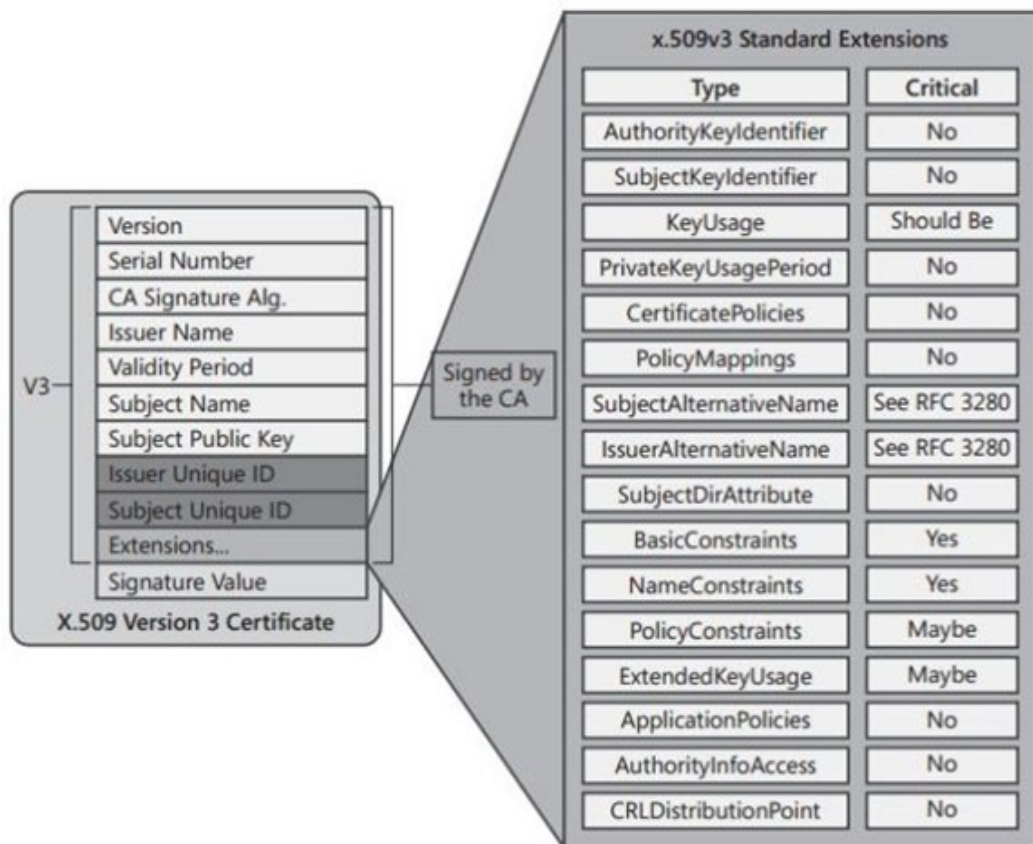 x.509v3 Standard Extensions
Type Critical
AuthorityKeyIdentifier No
SubjectKeyIdentifier No
KeyUsage Should Be
PrivateKeyUsagePeriod No
CertificatePolicies No
PolicyMappings No
SubjectAlternativeName See RFC 3280
IssuerAlternativeName See RFC 3280
SubjectDirAttribute No
BasicConstraints Yes
NameConstraints Yes
PolicyConstraints Maybe
ExtendedKeyUsage Maybe
ApplicationPolicies No
AuthorityInfoAccess No
CRLDistributionPoint No
V3
Version
Serial Number
CA Signature Alg.
Issuer Name
Validity Period
Subject Name
Subject Public Key
Issuer Unique ID
Subject Unique ID
Extensions...
Signature Value
X.509 Version 3 Certificate
Signed by
the CA